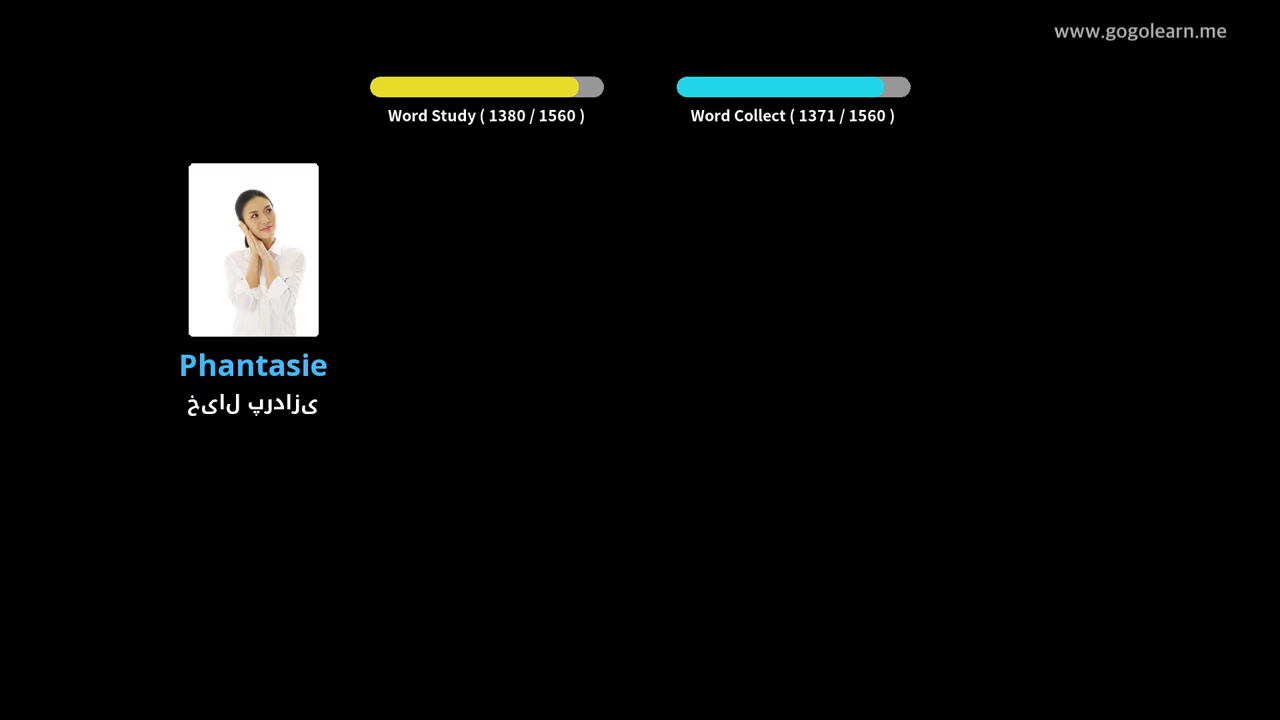 www.gogolearn.me
Word Study ( 1380 / 1560 )
Word Collect ( 1371 / 1560 )
Phantasie
خیال پردازی